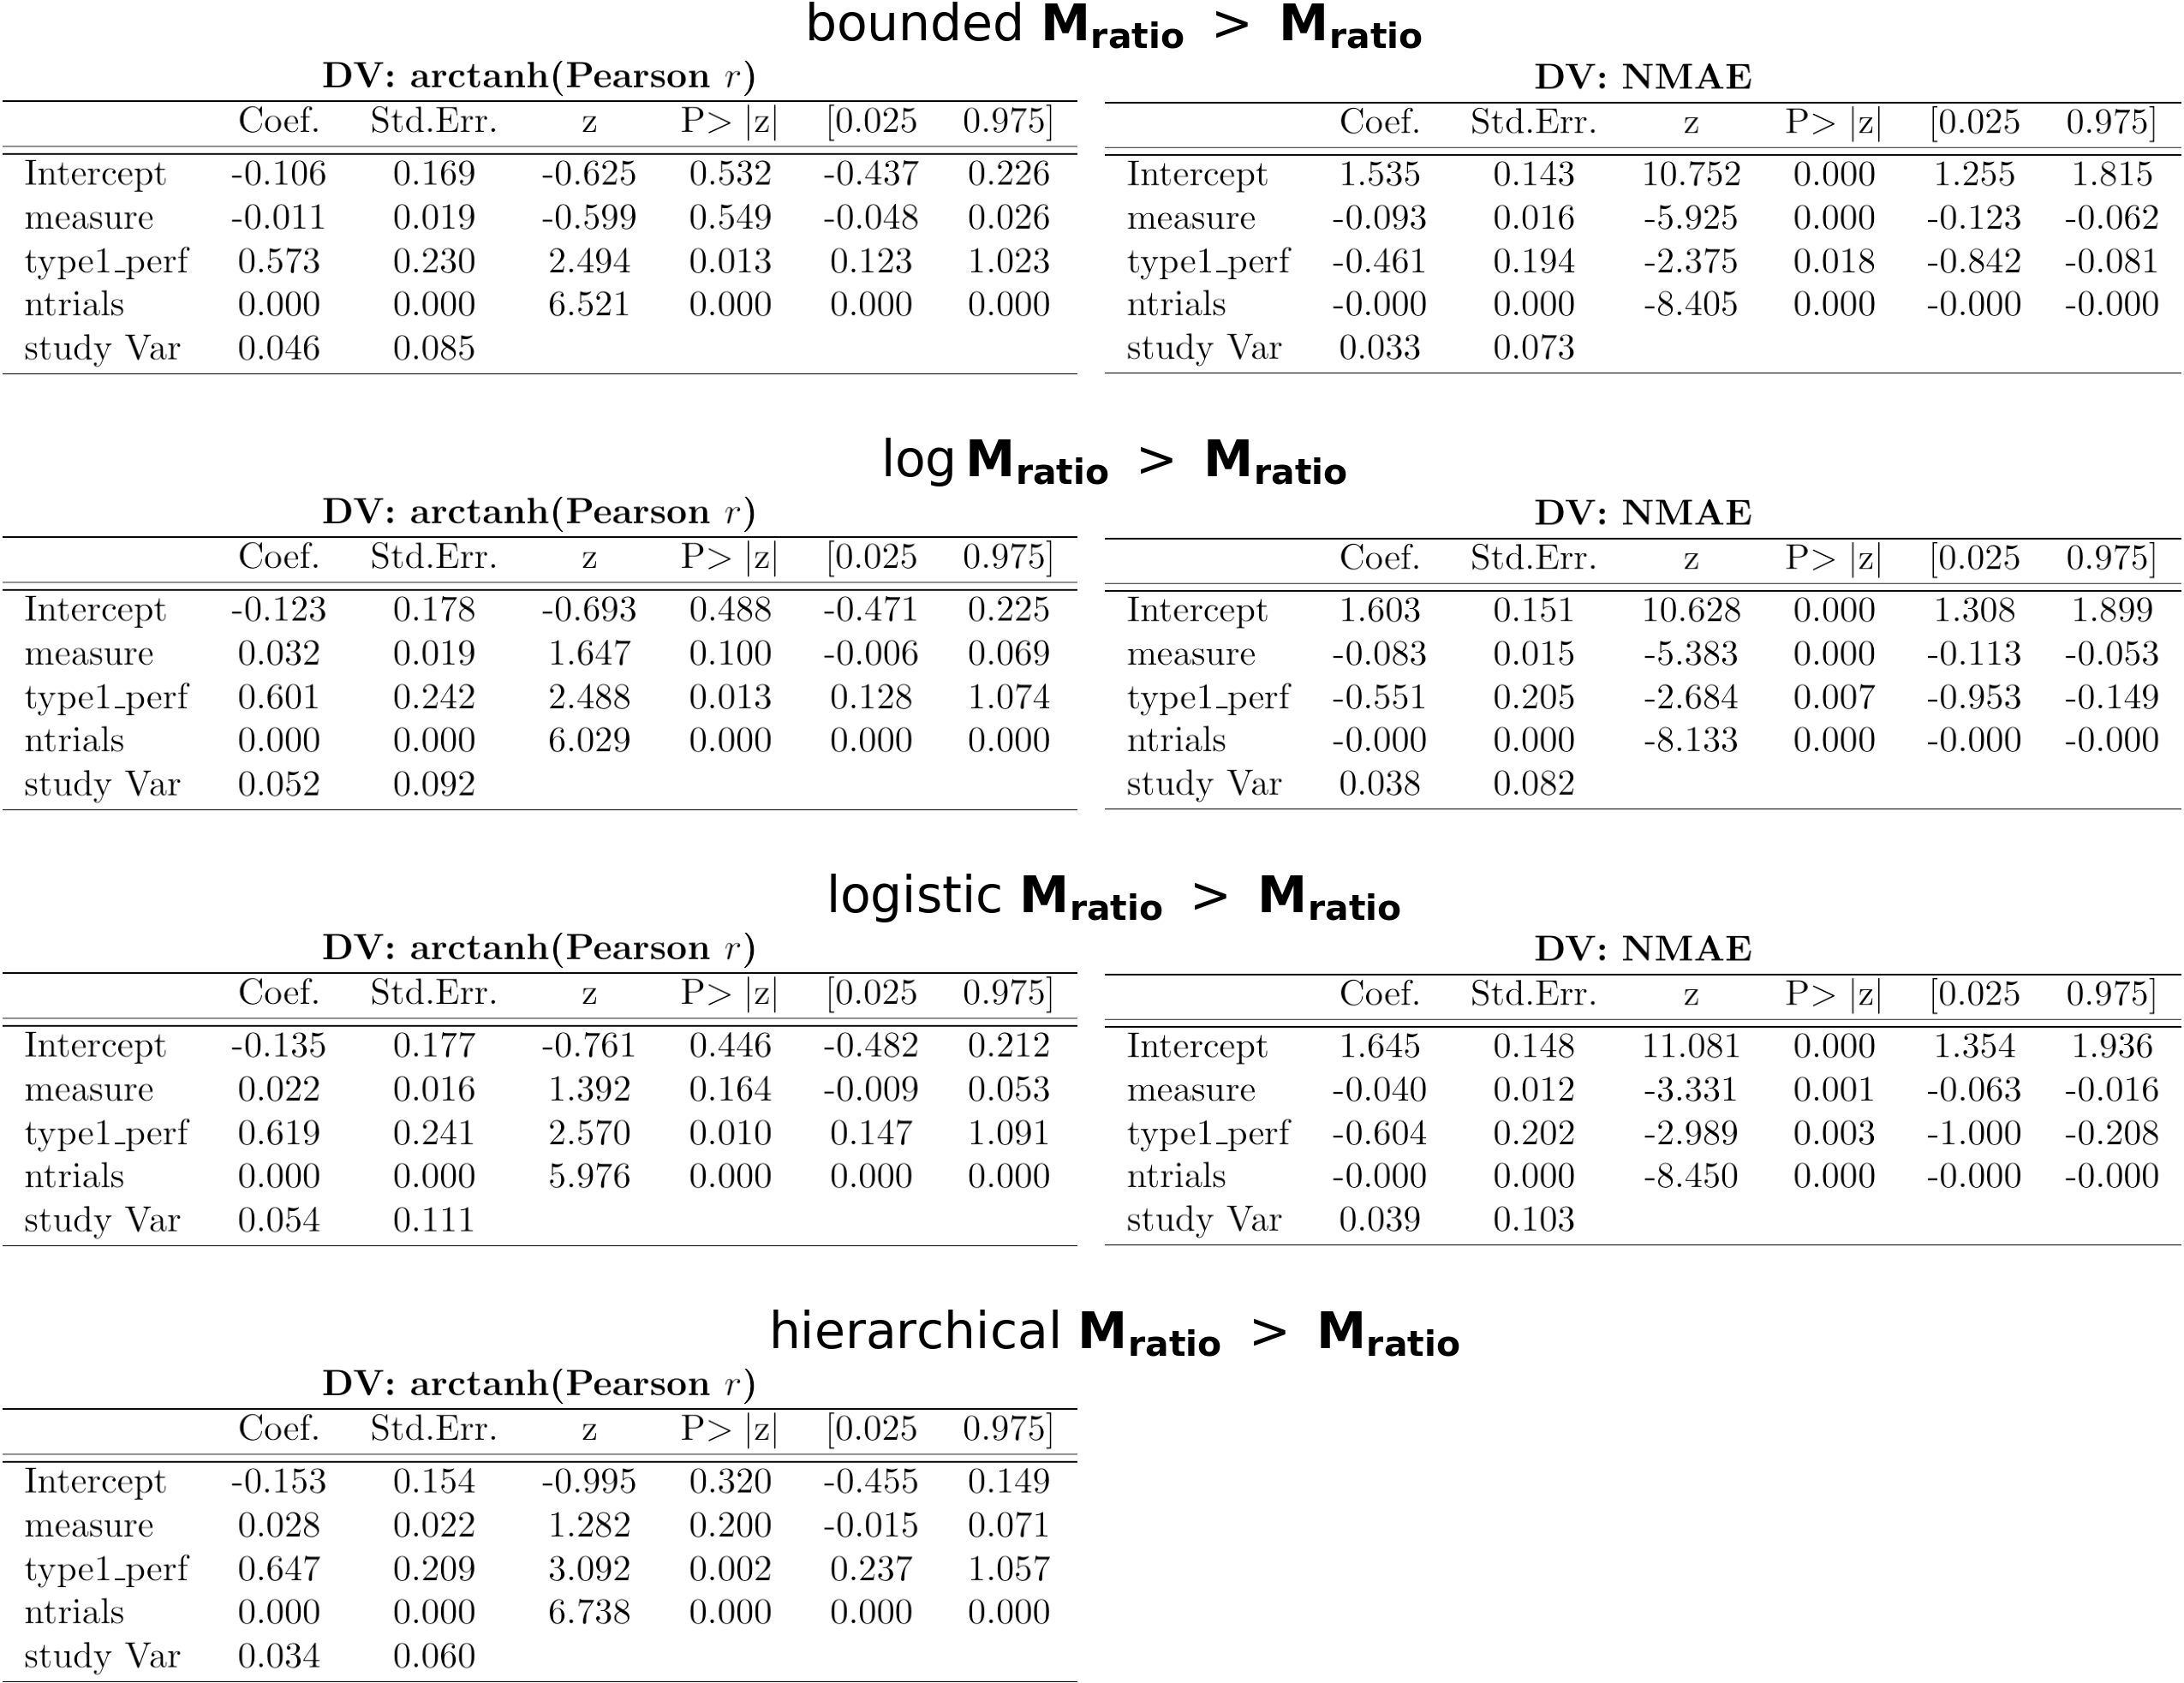 bounded Mratio > Mratio
DV: arctanh(Pearson r)
Coef. Std.Err. z P> |z| [0.025 0.975]
Intercept -0.106 0.169 -0.625 0.532 -0.437 0.226
measure -0.011 0.019 -0.599 0.549 -0.048 0.026
type1_perf 0.573 0.230 2.494 0.013 0.123 1.023
ntrials 0.000 0.000 6.521 0.000 0.000 0.000
study Var 0.046 0.085
DV: NMAE
Coef. Std.Err. z P> |z| [0.025 0.975]
Intercept 1.535 0.143 10.752 0.000 1.255 1.815
measure -0.093 0.016 -5.925 0.000 -0.123 -0.062
type1_perf -0.461 0.194 -2.375 0.018 -0.842 -0.081
ntrials -0.000 0.000 -8.405 0.000 -0.000 -0.000
study Var 0.033 0.073
log Mratio > Mratio
DV: arctanh(Pearson r)
Coef. Std.Err. z P> |z| [0.025 0.975]
Intercept -0.123 0.178 -0.693 0.488 -0.471 0.225
measure 0.032 0.019 1.647 0.100 -0.006 0.069
type1_perf 0.601 0.242 2.488 0.013 0.128 1.074
ntrials 0.000 0.000 6.029 0.000 0.000 0.000
study Var 0.052 0.092
DV: NMAE
Coef. Std.Err. z P> |z| [0.025 0.975]
Intercept 1.603 0.151 10.628 0.000 1.308 1.899
measure -0.083 0.015 -5.383 0.000 -0.113 -0.053
type1_perf -0.551 0.205 -2.684 0.007 -0.953 -0.149
ntrials -0.000 0.000 -8.133 0.000 -0.000 -0.000
study Var 0.038 0.082
logistic Mratio > Mratio
DV: arctanh(Pearson r)
Coef. Std.Err. z P> |z| [0.025 0.975]
Intercept -0.135 0.177 -0.761 0.446 -0.482 0.212
measure 0.022 0.016 1.392 0.164 -0.009 0.053
type1_perf 0.619 0.241 2.570 0.010 0.147 1.091
ntrials 0.000 0.000 5.976 0.000 0.000 0.000
study Var 0.054 0.111
DV: NMAE
Coef. Std.Err. z P> |z| [0.025 0.975]
Intercept 1.645 0.148 11.081 0.000 1.354 1.936
measure -0.040 0.012 -3.331 0.001 -0.063 -0.016
type1_perf -0.604 0.202 -2.989 0.003 -1.000 -0.208
ntrials -0.000 0.000 -8.450 0.000 -0.000 -0.000
study Var 0.039 0.103
hierarchical Mratio > Mratio
DV: arctanh(Pearson r)
Coef. Std.Err. z P> |z| [0.025 0.975]
Intercept -0.153 0.154 -0.995 0.320 -0.455 0.149
measure 0.028 0.022 1.282 0.200 -0.015 0.071
type1_perf 0.647 0.209 3.092 0.002 0.237 1.057
ntrials 0.000 0.000 6.738 0.000 0.000 0.000
study Var 0.034 0.060